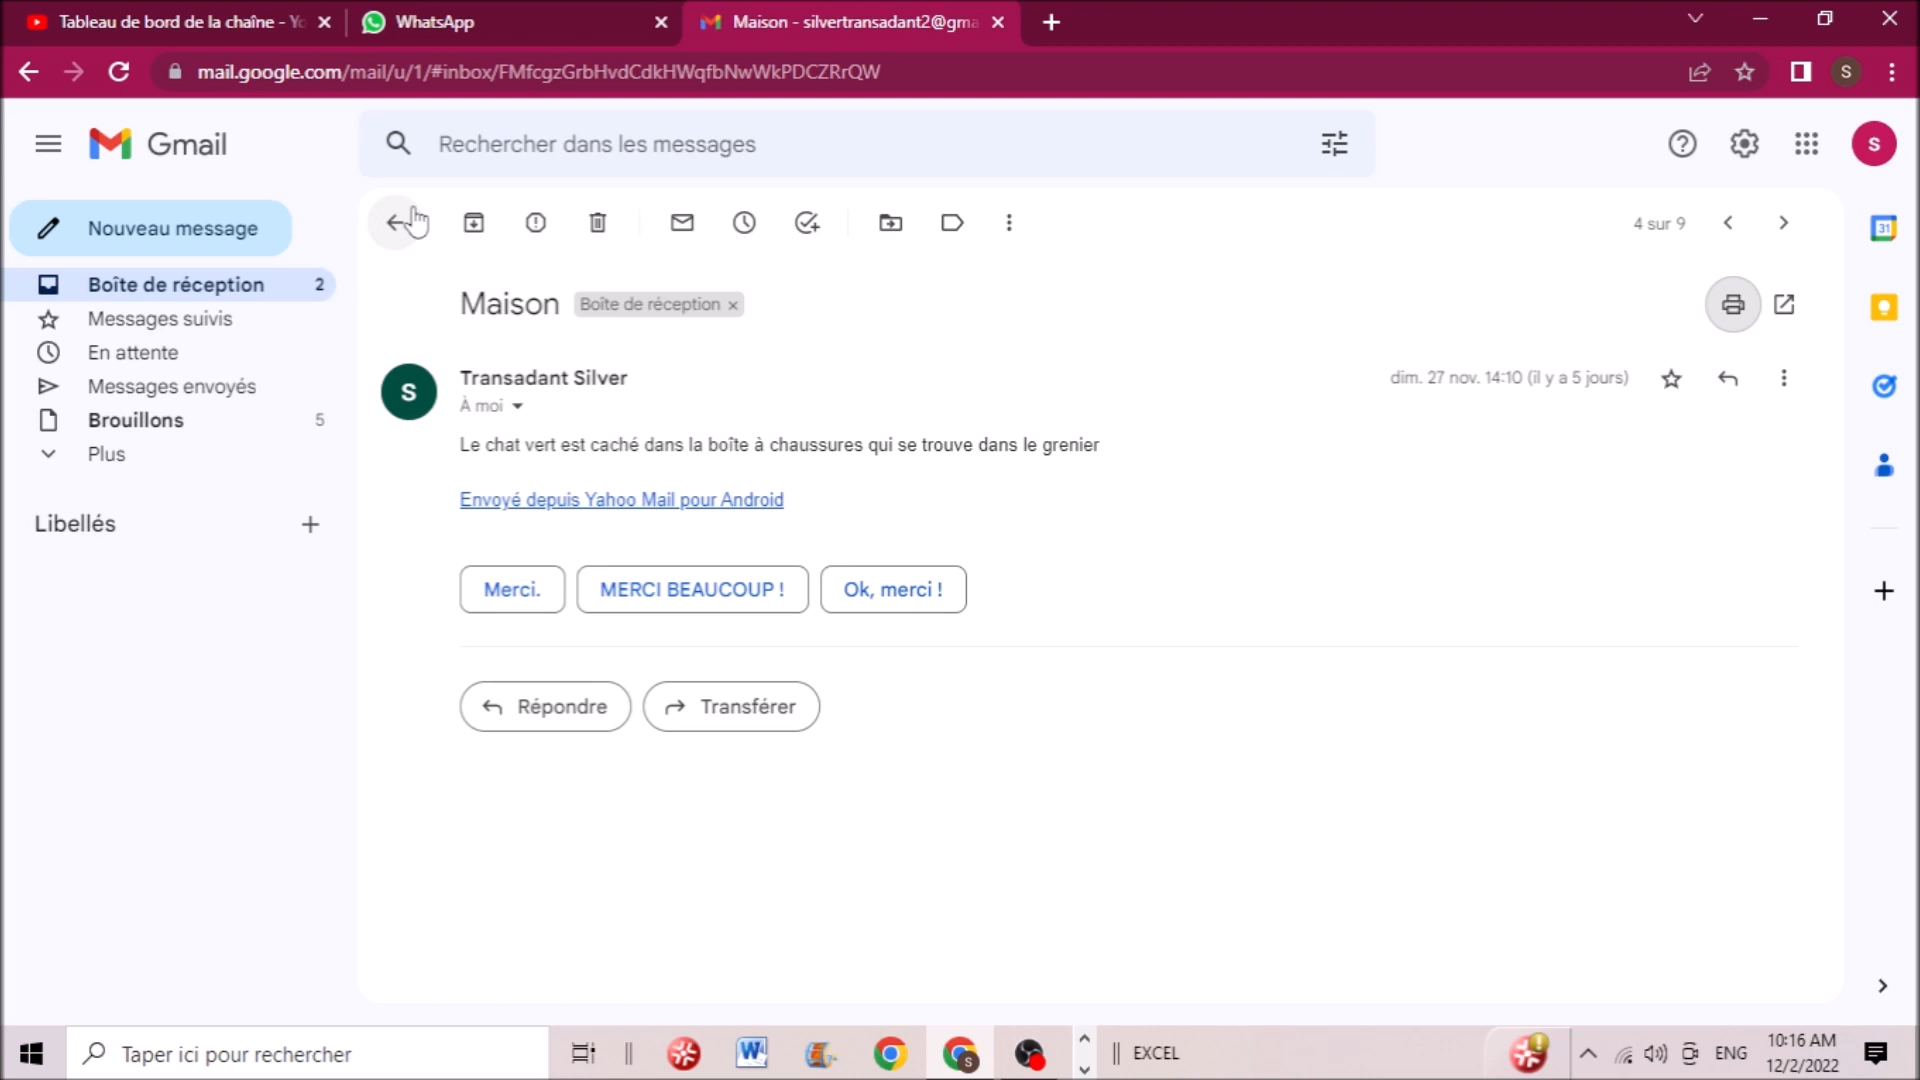 Tableau de bord de la chaîne - Yo
WhatsApp
Maison - silvertransadant2@gma
mail.google.com/mail/u/1/#inbox/FMfcgzGrbHvdCdkHWqfbNwWkPDCZRrQW
S
Gmail
Rechercher dans les messages
s
Nouveau message
4 sur 9
31
Boîte de réception 2
Messages suivis
En attente
Messages envoyés
Brouillons 5
Plus
Libellés
Maison Boîte de réception
S
Transadant Silver
dim. 27 nov. 14:10 (il y a 5 jours)
À moi
Le chat vert est caché dans la boîte à chaussures qui se trouve dans le grenier
Envoyé depuis Yahoo Mail pour Android
Merci. MERCI BEAUCOUP ! Ok, merci !
Répondre Transférer
Taper ici pour rechercher
W
S
EXCEL
ENG
10:16 AM
12/2/2022